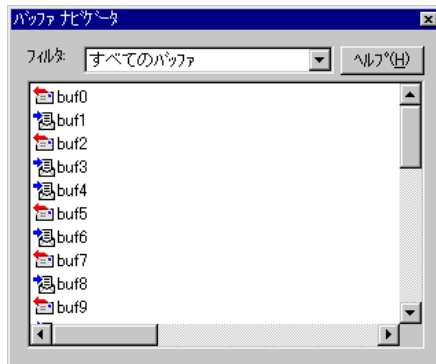 ﾊﾞｯﾌｧ ﾅﾋﾞｹﾞｰﾀ
ﾌｨﾙﾀ: すべてのﾊﾞｯﾌｧ ﾍﾙﾌﾟ(H)
buf0
buf1
buf2
buf3
buf4
buf5
buf6
buf7
buf8
buf9